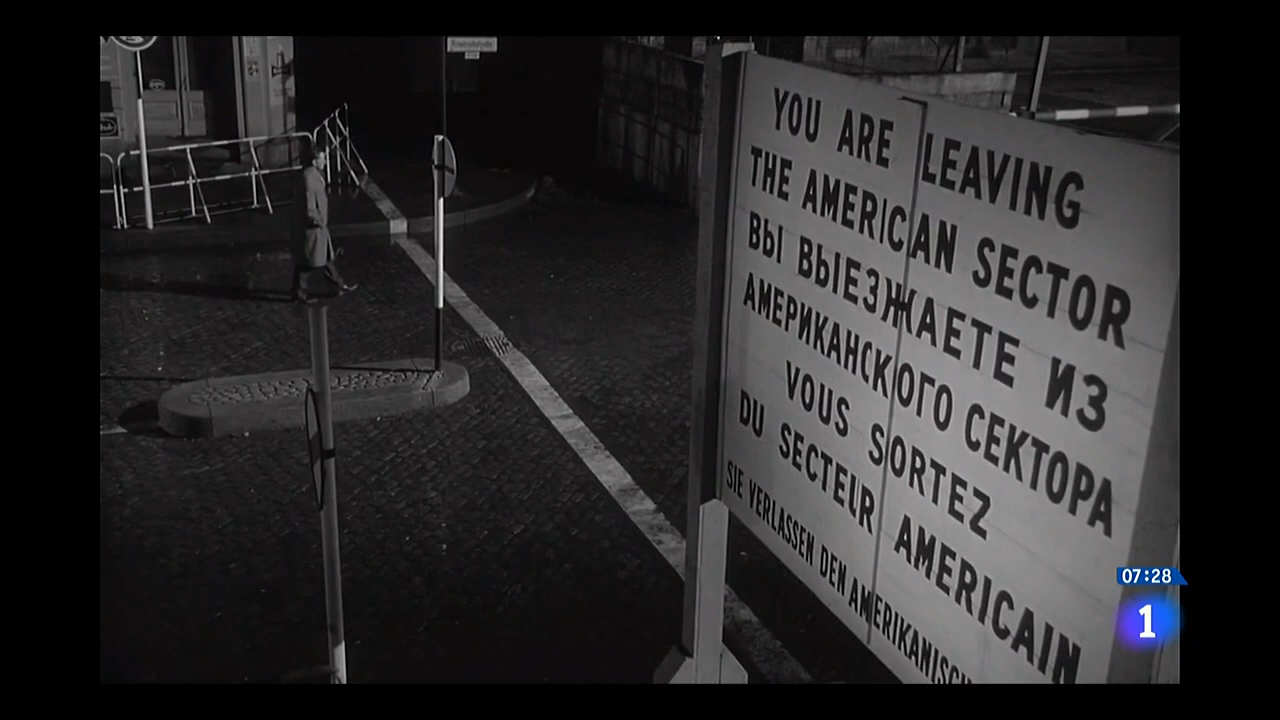 YOU ARE LEAVING
THE AMERICAN SECTOR
ВЫ ВЫЕЗЖАЕТЕ ИЗ
АМЕРИКАНСКОГО СЕКТОРА
VOUS SORTEZ
DU SECTEUR AMERICAIN
SIE VERLASSEN DEN AMERIKANISCH
07:28
1